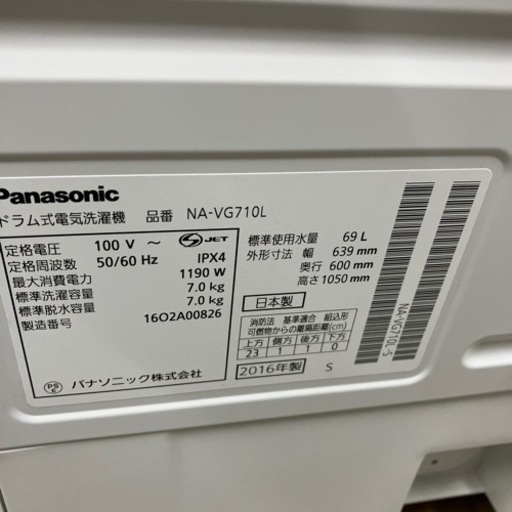 Panasonic
ドラム式電気洗濯機 品番 NA-VG710L
定格電圧 100 V ~
定格周波数 50/60 Hz
最大消費電力 1190 W
標準洗濯容量 7.0 kg
標準脱水容量 7.0 kg
製造番号 16O2A00826
S JET
IPX4
標準使用水量 69 L
外形寸法 幅 639 mm
奥行 600 mm
高さ 1050 mm
日本製
消防法 基準適合 組込形
可燃物からの離隔距離(cm)
上方 側方 後方 下方
23 1 1 0
2016年製 S
PS E パナソニック株式会社
NA-VG710L-S